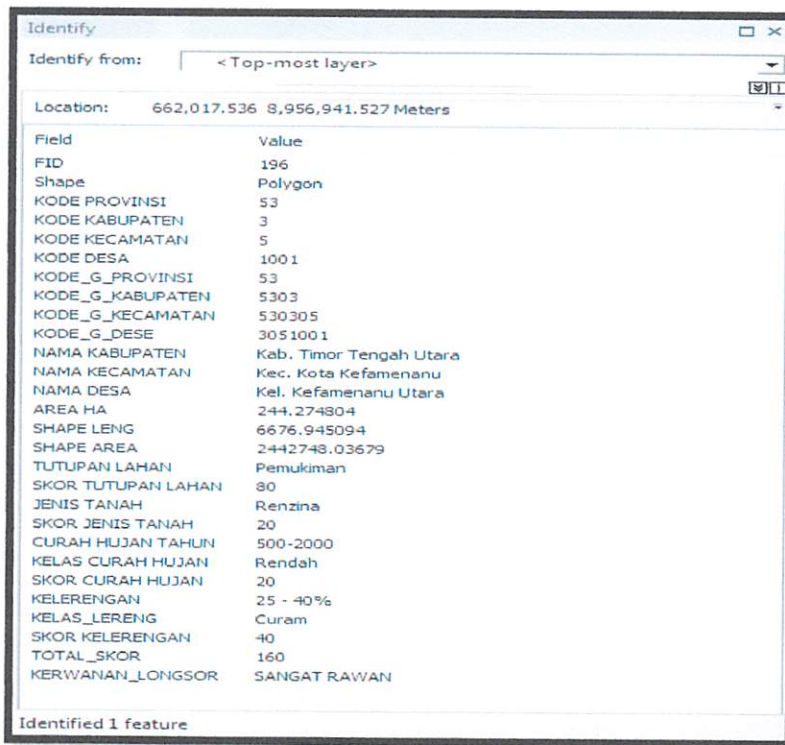 Identify
Identify from: <Top-most layer>
Location: 662,017.536 8,956,941.527 Meters
Field Value
FID 196
Shape Polygon
KODE PROVINSI 53
KODE KABUPATEN 3
KODE KECAMATAN 5
KODE DESA 1001
KODE_G_PROVINSI 53
KODE_G_KABUPATEN 5303
KODE_G_KECAMATAN 530305
KODE_G_DESE 3051001
NAMA KABUPATEN Kab. Timor Tengah Utara
NAMA KECAMATAN Kec. Kota Kefamenanu
NAMA DESA Kel. Kefamenanu Utara
AREA HA 244.274804
SHAPE LENG 6676.945094
SHAPE AREA 2442748.03679
TUTUPAN LAHAN Pemukiman
SKOR TUTUPAN LAHAN 80
JENIS TANAH Renzina
SKOR JENIS TANAH 20
CURAH HUJAN TAHUN 500-2000
KELAS CURAH HUJAN Rendah
SKOR CURAH HUJAN 20
KELERENGAN 25 - 40%
KELAS_LERENG Curam
SKOR KELERENGAN 40
TOTAL_SKOR 160
KERWANAN_LONGSOR SANGAT RAWAN
Identified 1 feature